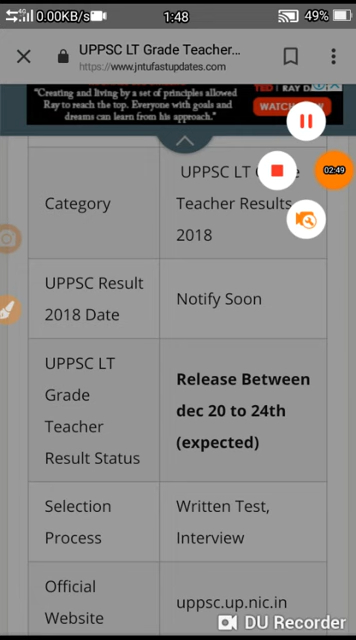 4G 0.00KB/s 1:48 49%
UPPSC LT Grade Teacher...
https://www.jntufastupdates.com
"Creating and living by a set of principles allowed
Ray to reach the top. Everyone with goals and
dreams can learn from his approach."
TED RAY D
WATCH
02:49
UPPSC LT
Category Teacher Results
2018
UPPSC Result
2018 Date
Notify Soon
UPPSC LT
Grade
Teacher
Result Status
Release Between
dec 20 to 24th
(expected)
Selection
Process
Written Test,
Interview
Official
Website
uppsc.up.nic.in
DU Recorder